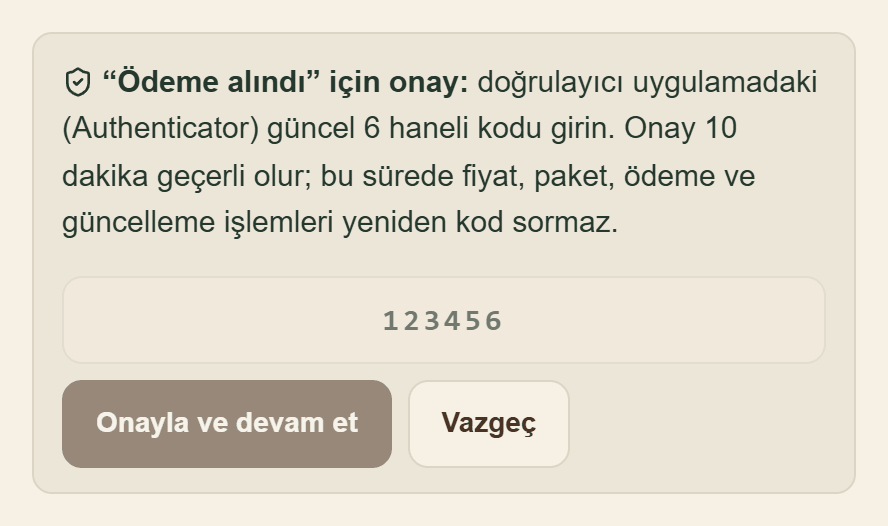 “Ödeme alındı” için onay: doğrulayıcı uygulamadaki
(Authenticator) güncel 6 haneli kodu girin. Onay 10
dakika geçerli olur; bu sürede fiyat, paket, ödeme ve
güncelleme işlemleri yeniden kod sormaz.
123456
Onayla ve devam et
Vazgeç